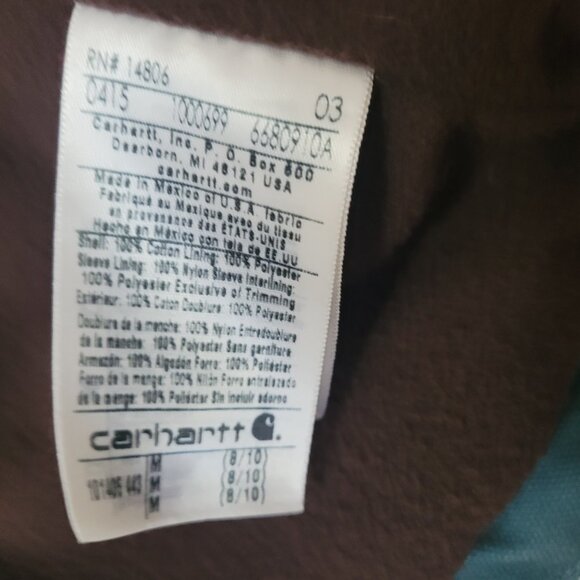 RN# 14806 03
0415 1000699 6680910A
Carhartt, Inc. P. O. Box 600
Dearborn, MI 48121 USA
carhartt.com
Made in Mexico of U.S.A. fabric
Fabriqué au Mexique avec du tissu
en provenance des ÉTATS-UNIS
Hecho en México con tela de EE UU
Shell: 100% Cotton Lining: 100% Polyester
Sleeve Lining: 100% Nylon Sleeve Interlining:
100% Polyester Exclusive of Trimming
Extérieur: 100% Coton Doublure: 100% Polyester
Doublure de la manche: 100% Nylon Entredoublure
de la manche: 100% Polyester Sans garniture
Armazón: 100% Algodón Forro: 100% Poliéster
Forro de la manga: 100% Nilón Forro entrelazado
de la manga: 100% Poliéster Sin incluir adorno
carhartt
M (8/10)
101406 443 M (8/10)
M (8/10)